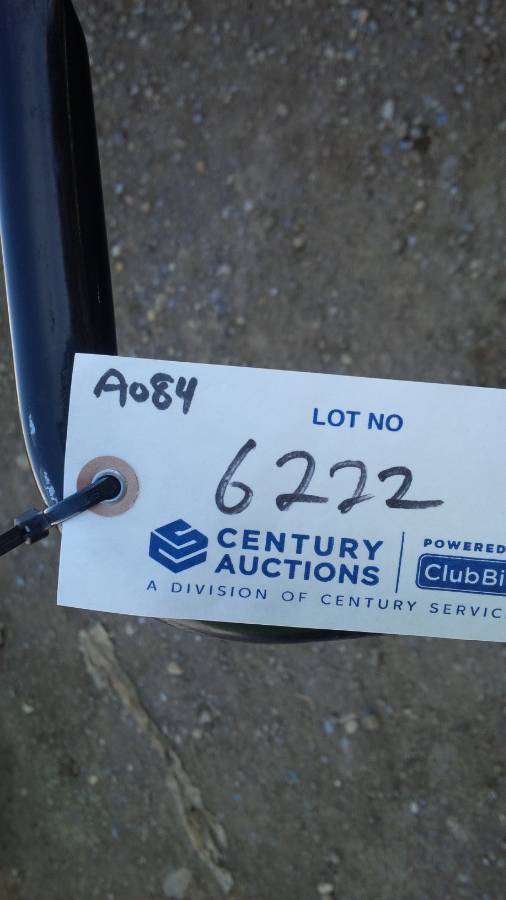 A084
LOT NO
6222
CENTURY
AUCTIONS
POWERED
ClubBi
A DIVISION OF CENTURY SERVIC